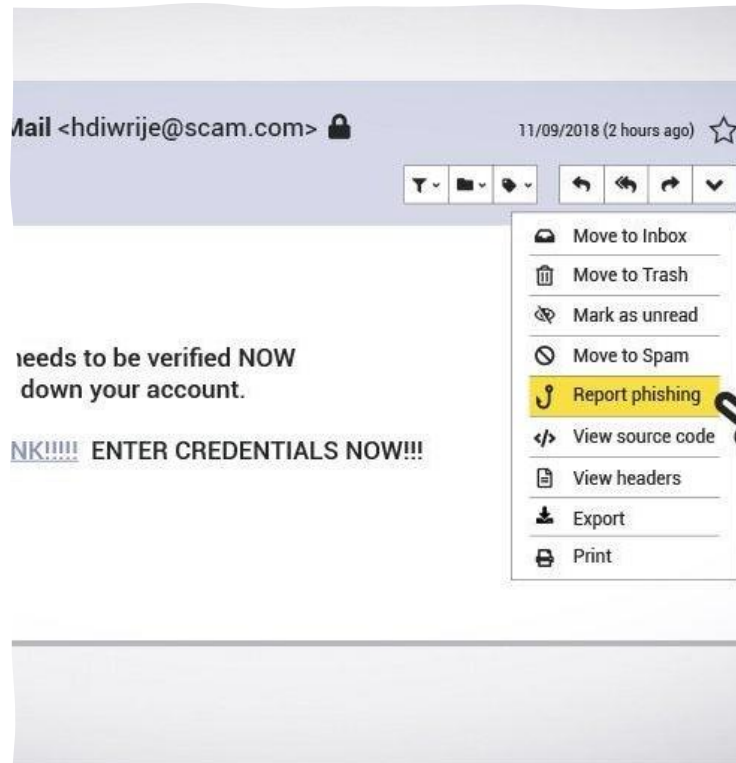 Mail <hdiwrije@scam.com>
11/09/2018 (2 hours ago)
Move to Inbox
Move to Trash
Mark as unread
needs to be verified NOW
Move to Spam
down your account.
Report phishing
NK!!!!! ENTER CREDENTIALS NOW!!!
View source code
View headers
Export
Print